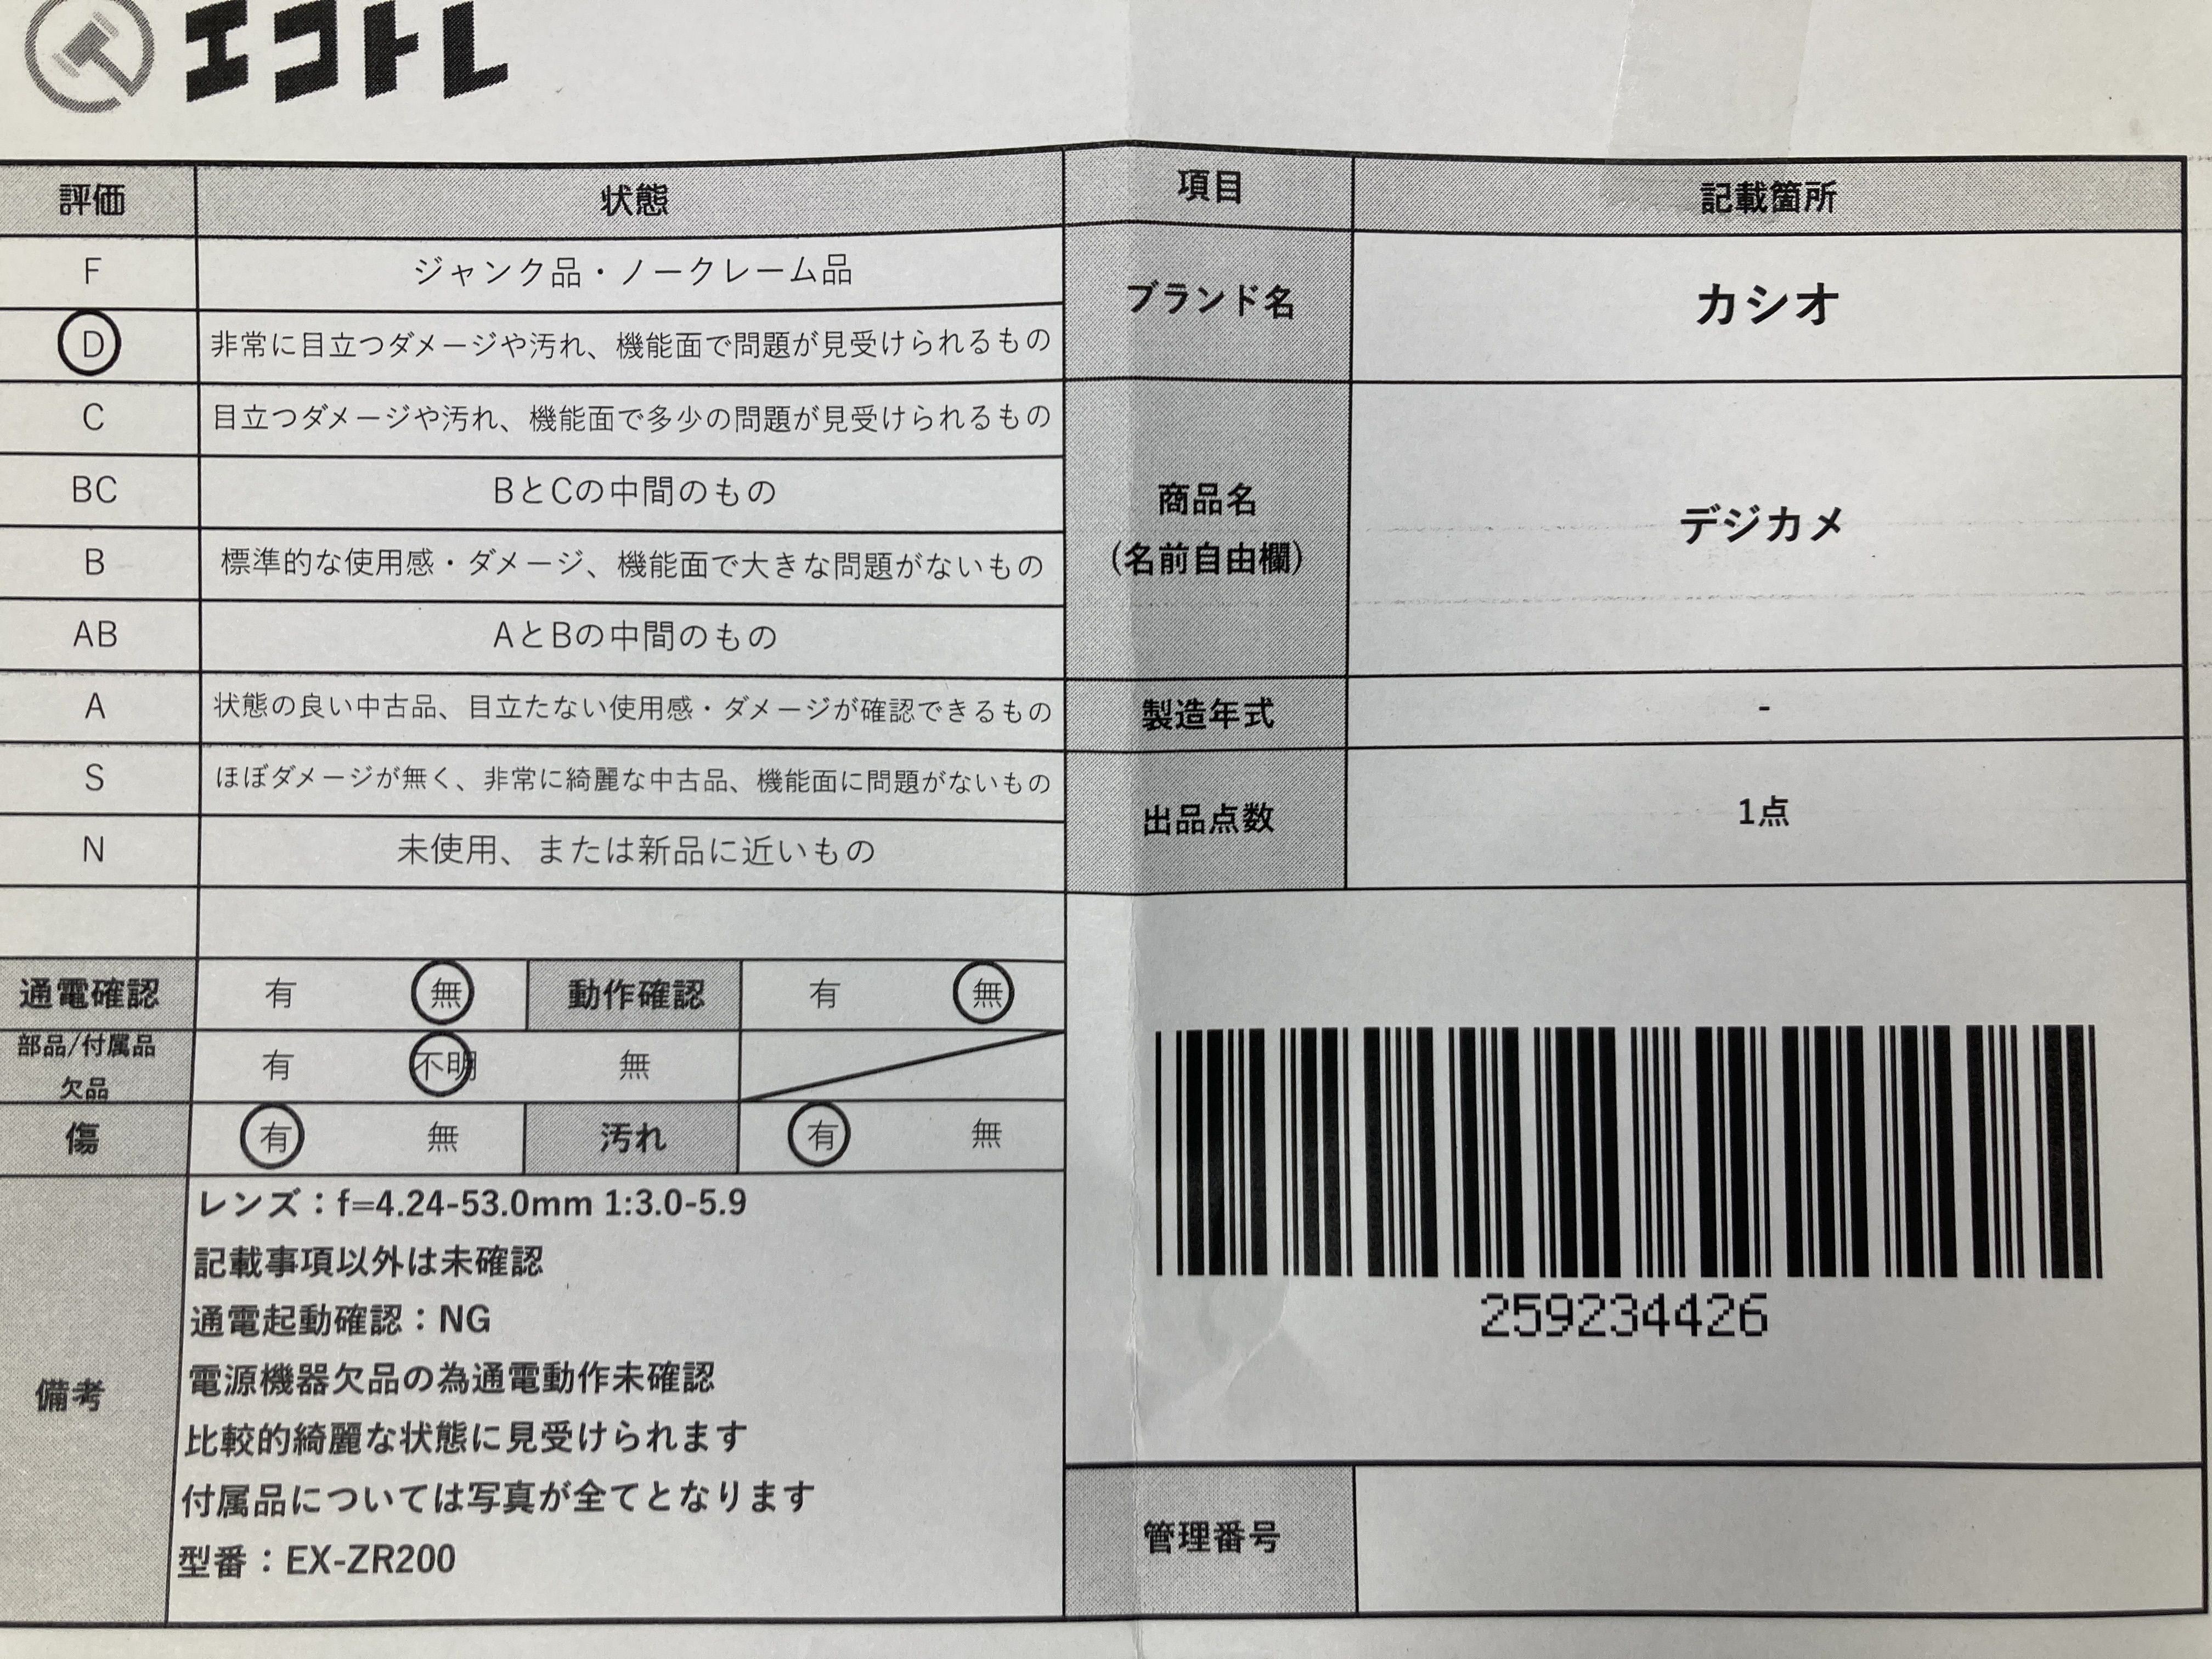 エコトレ
評価 状態
F ジャンク品・ノークレーム品
D 非常に目立つダメージや汚れ、機能面で問題が見受けられるもの
C 目立つダメージや汚れ、機能面で多少の問題が見受けられるもの
BC BとCの中間のもの
B 標準的な使用感・ダメージ、機能面で大きな問題がないもの
AB AとBの中間のもの
A 状態の良い中古品、目立たない使用感・ダメージが確認できるもの
S ほぼダメージが無く、非常に綺麗な中古品、機能面に問題がないもの
N 未使用、または新品に近いもの
通電確認 有 無 動作確認 有 無
部品/付属品
欠品
有 不明 無
傷 有 無 汚れ 有 無
備考
レンズ：f=4.24-53.0mm 1:3.0-5.9
記載事項以外は未確認
通電起動確認：NG
電源機器欠品の為通電動作未確認
比較的綺麗な状態に見受けられます
付属品については写真が全てとなります
型番：EX-ZR200
項目 記載箇所
ブランド名 カシオ
商品名
(名前自由欄)
デジカメ
製造年式 -
出品点数 1点
259234426
管理番号